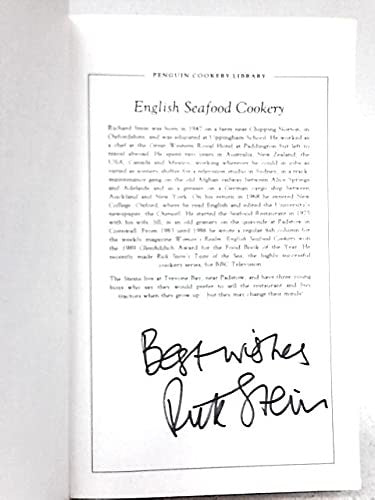 PENGUIN COOKERY LIBRARY
English Seafood Cookery
Richard Stein was born in 1947 on a farm near Chipping Norton, in
Oxfordshire, and was educated at Uppingham School. He worked as
a chef at the Great Western Royal Hotel at Paddington but left to
travel abroad. He spent two years in Australia, New Zealand, the
USA, Canada and Mexico, working wherever he could in jobs as
varied as scenery shifter for a television studio in Sydney, in a track-
maintenance gang on the old Afghan railway between Alice Springs
and Adelaide and as a greaser on a German cargo ship between
Auckland and New York. On his return in 1968 he entered New
College, Oxford, where he read English and edited the University's
newspaper, the Cherwell. He started the Seafood Restaurant in 1975
with his wife, Jill, in an old granary on the quayside at Padstow in
Cornwall. From 1983 until 1986 he wrote a regular fish column for
the weekly magazine Woman's Realm. English Seafood Cookery won
the 1989 Glenfiddich Award for the Food Book of the Year. He
recently made Rick Stein's Taste of the Sea, the highly successful
cookery series, for BBC Television.
The Steins live at Trevone Bay, near Padstow, and have three young
boys who say they would prefer to sell the restaurant and buy
tractors when they grow up – but they may change their minds!
Best wishes
Rick Stein